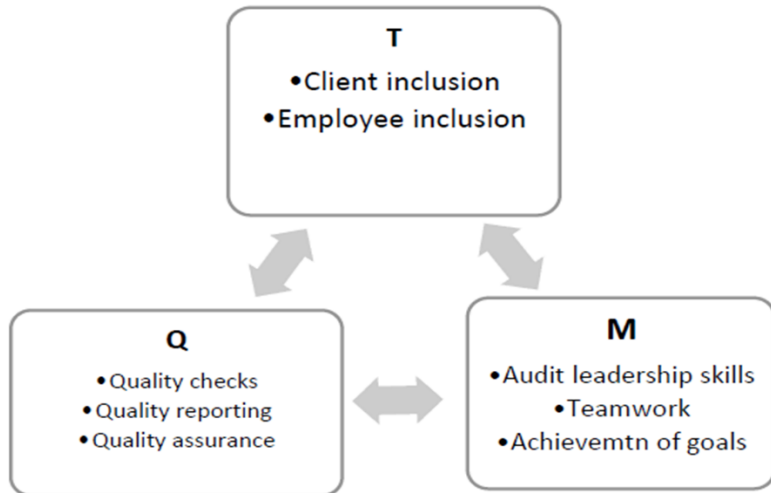 T
•Client inclusion
•Employee inclusion
Q
•Quality checks
•Quality reporting
•Quality assurance
M
•Audit leadership skills
•Teamwork
•Achievemtn of goals